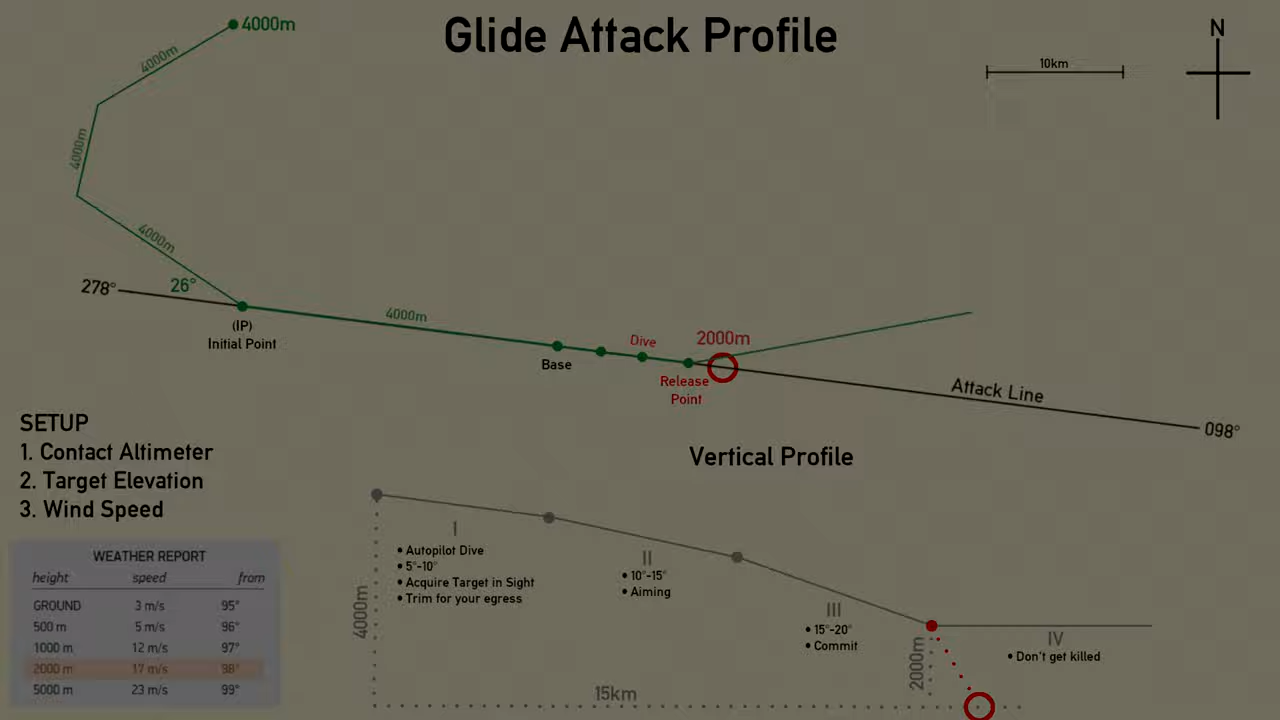 Glide Attack Profile
4000m
N
10km
4000m
4000m
4000m
278°
26°
4000m
(IP)
Initial Point
Base
Dive
2000m
Release
Point
Attack Line
098°
SETUP
1. Contact Altimeter
2. Target Elevation
3. Wind Speed
WEATHER REPORT
height speed from
GROUND 3 m/s 95°
500 m 5 m/s 96°
1000 m 12 m/s 97°
2000 m 17 m/s 98°
5000 m 23 m/s 99°
Vertical Profile
I
• Autopilot Dive
• 5°-10°
• Acquire Target in Sight
• Trim for your egress
II
• 10°-15°
• Aiming
III
• 15°-20°
• Commit
IV
• Don't get killed
4000m
2000m
15km